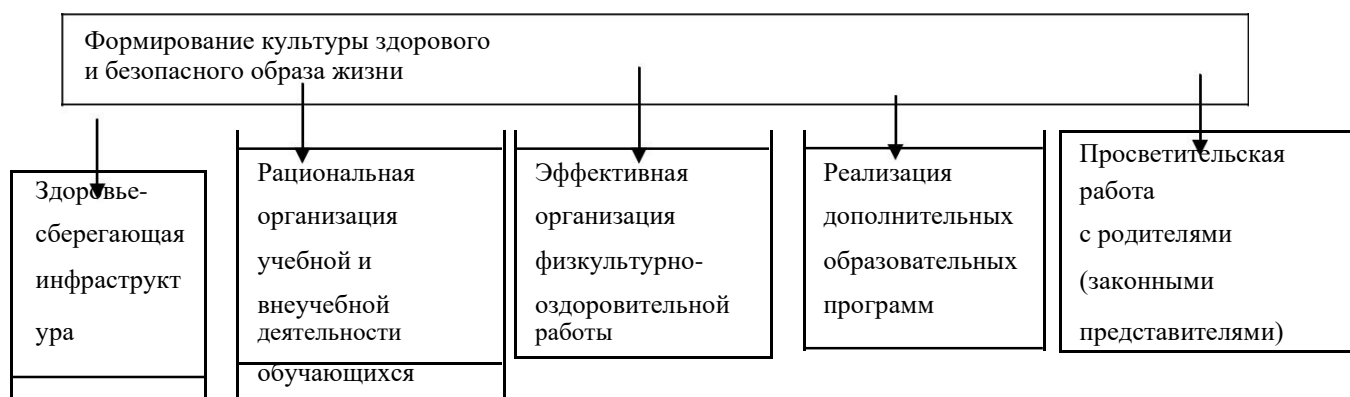 Формирование культуры здорового
и безопасного образа жизни
Здоровье-
сберегающая
инфраструкт
ура
Рациональная
организация
учебной и
внеучебной
деятельности
обучающихся
Эффективная
организация
физкультурно-
оздоровительной
работы
Реализация
дополнительных
образовательных
программ
Просветительская
работа
с родителями
(законными
представителями)